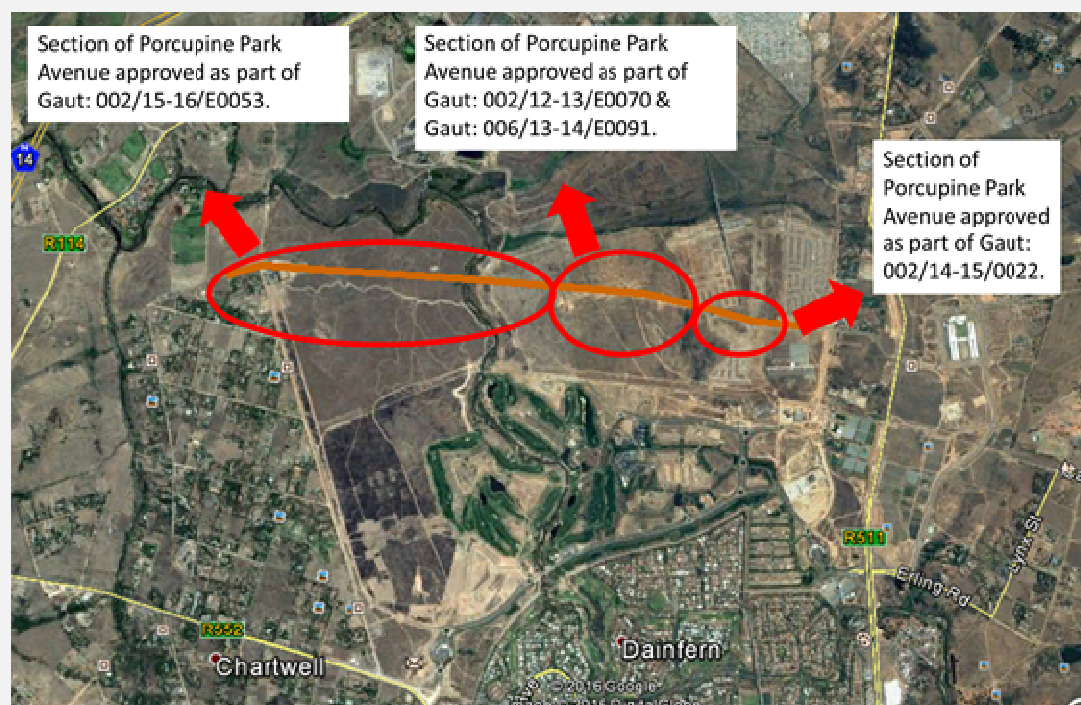 Section of Porcupine Park
Avenue approved as part of
Gaut: 002/15-16/E0053.
Section of Porcupine Park
Avenue approved as part of
Gaut: 002/12-13/E0070 &
Gaut: 006/13-14/E0091.
Section of
Porcupine Park
Avenue approved
as part of Gaut:
002/14-15/0022.
14
R114
R511
Lynx St
Erling Rd
R552
Chartwell
Dainfern
© 2016 Google